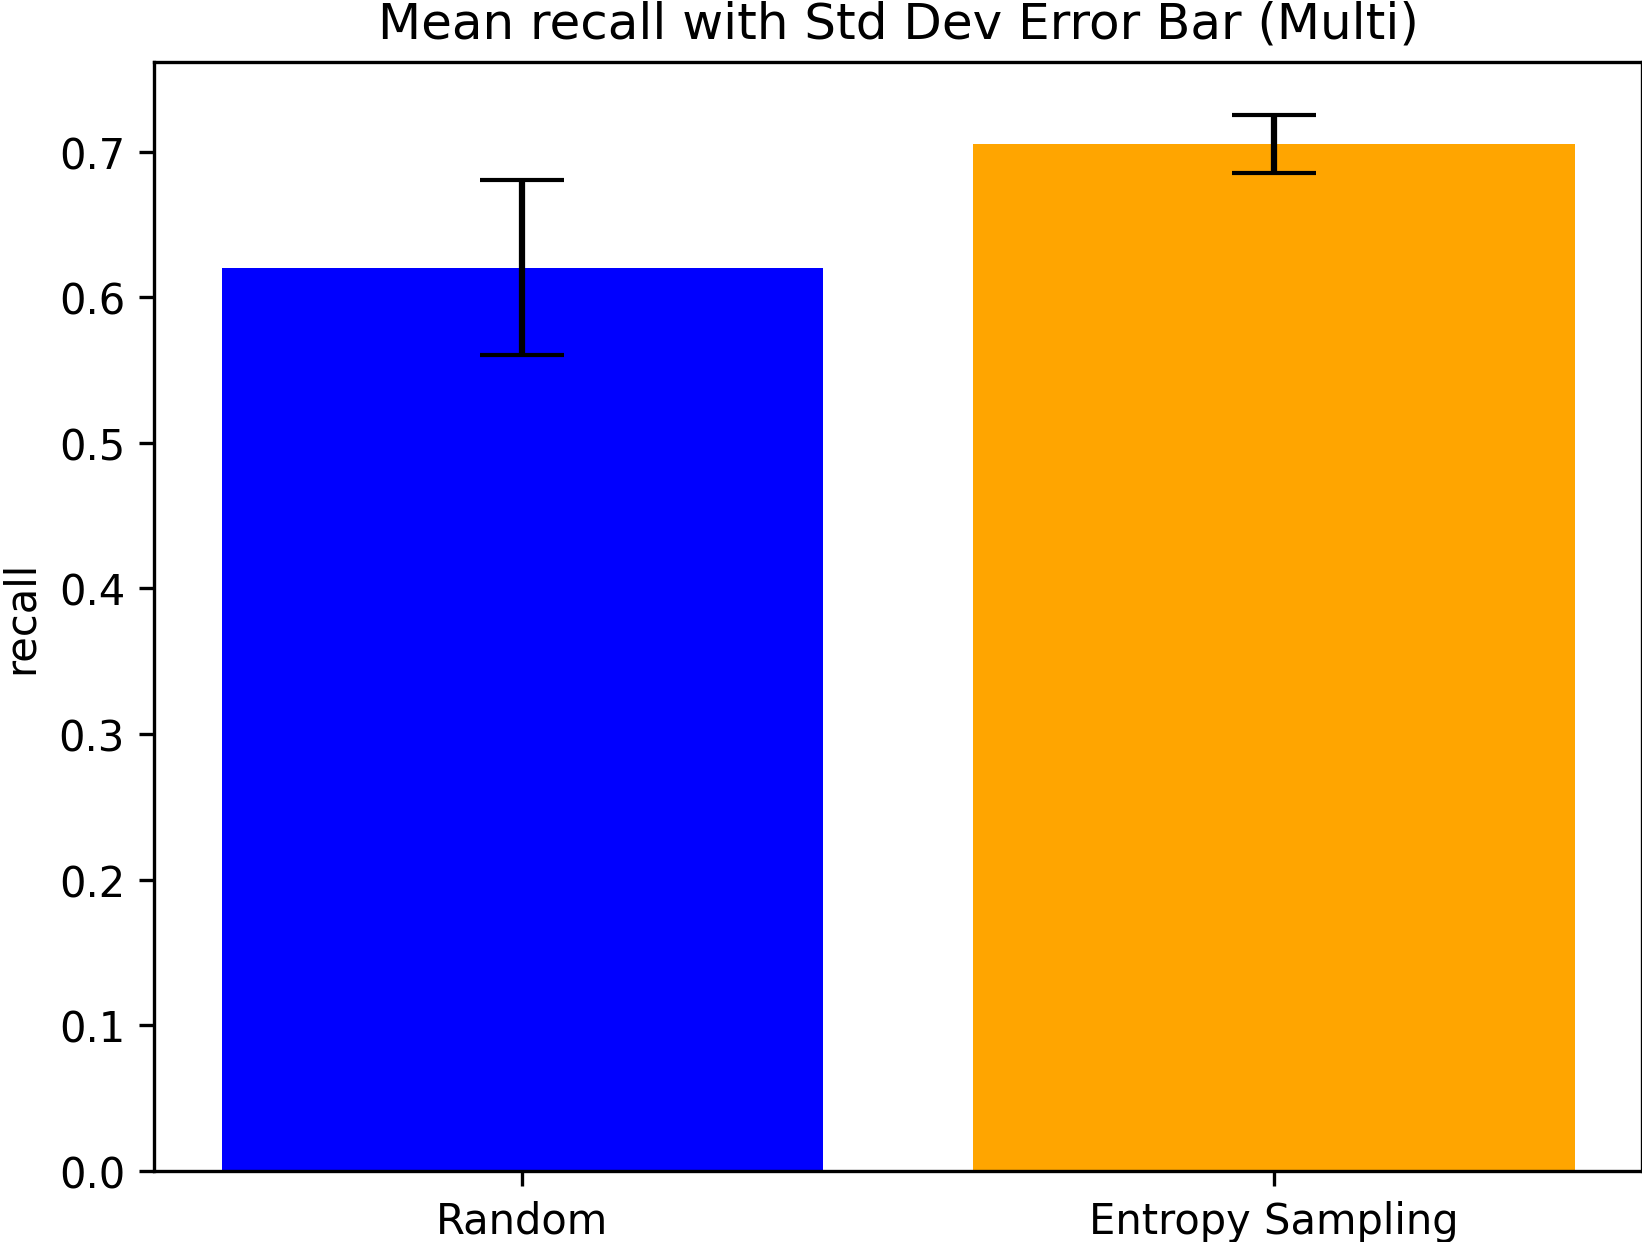 Mean recall with Std Dev Error Bar (Multi)
0.7
0.6
0.5
0.4
0.3
0.2
0.1
0.0
recall
Random
Entropy Sampling